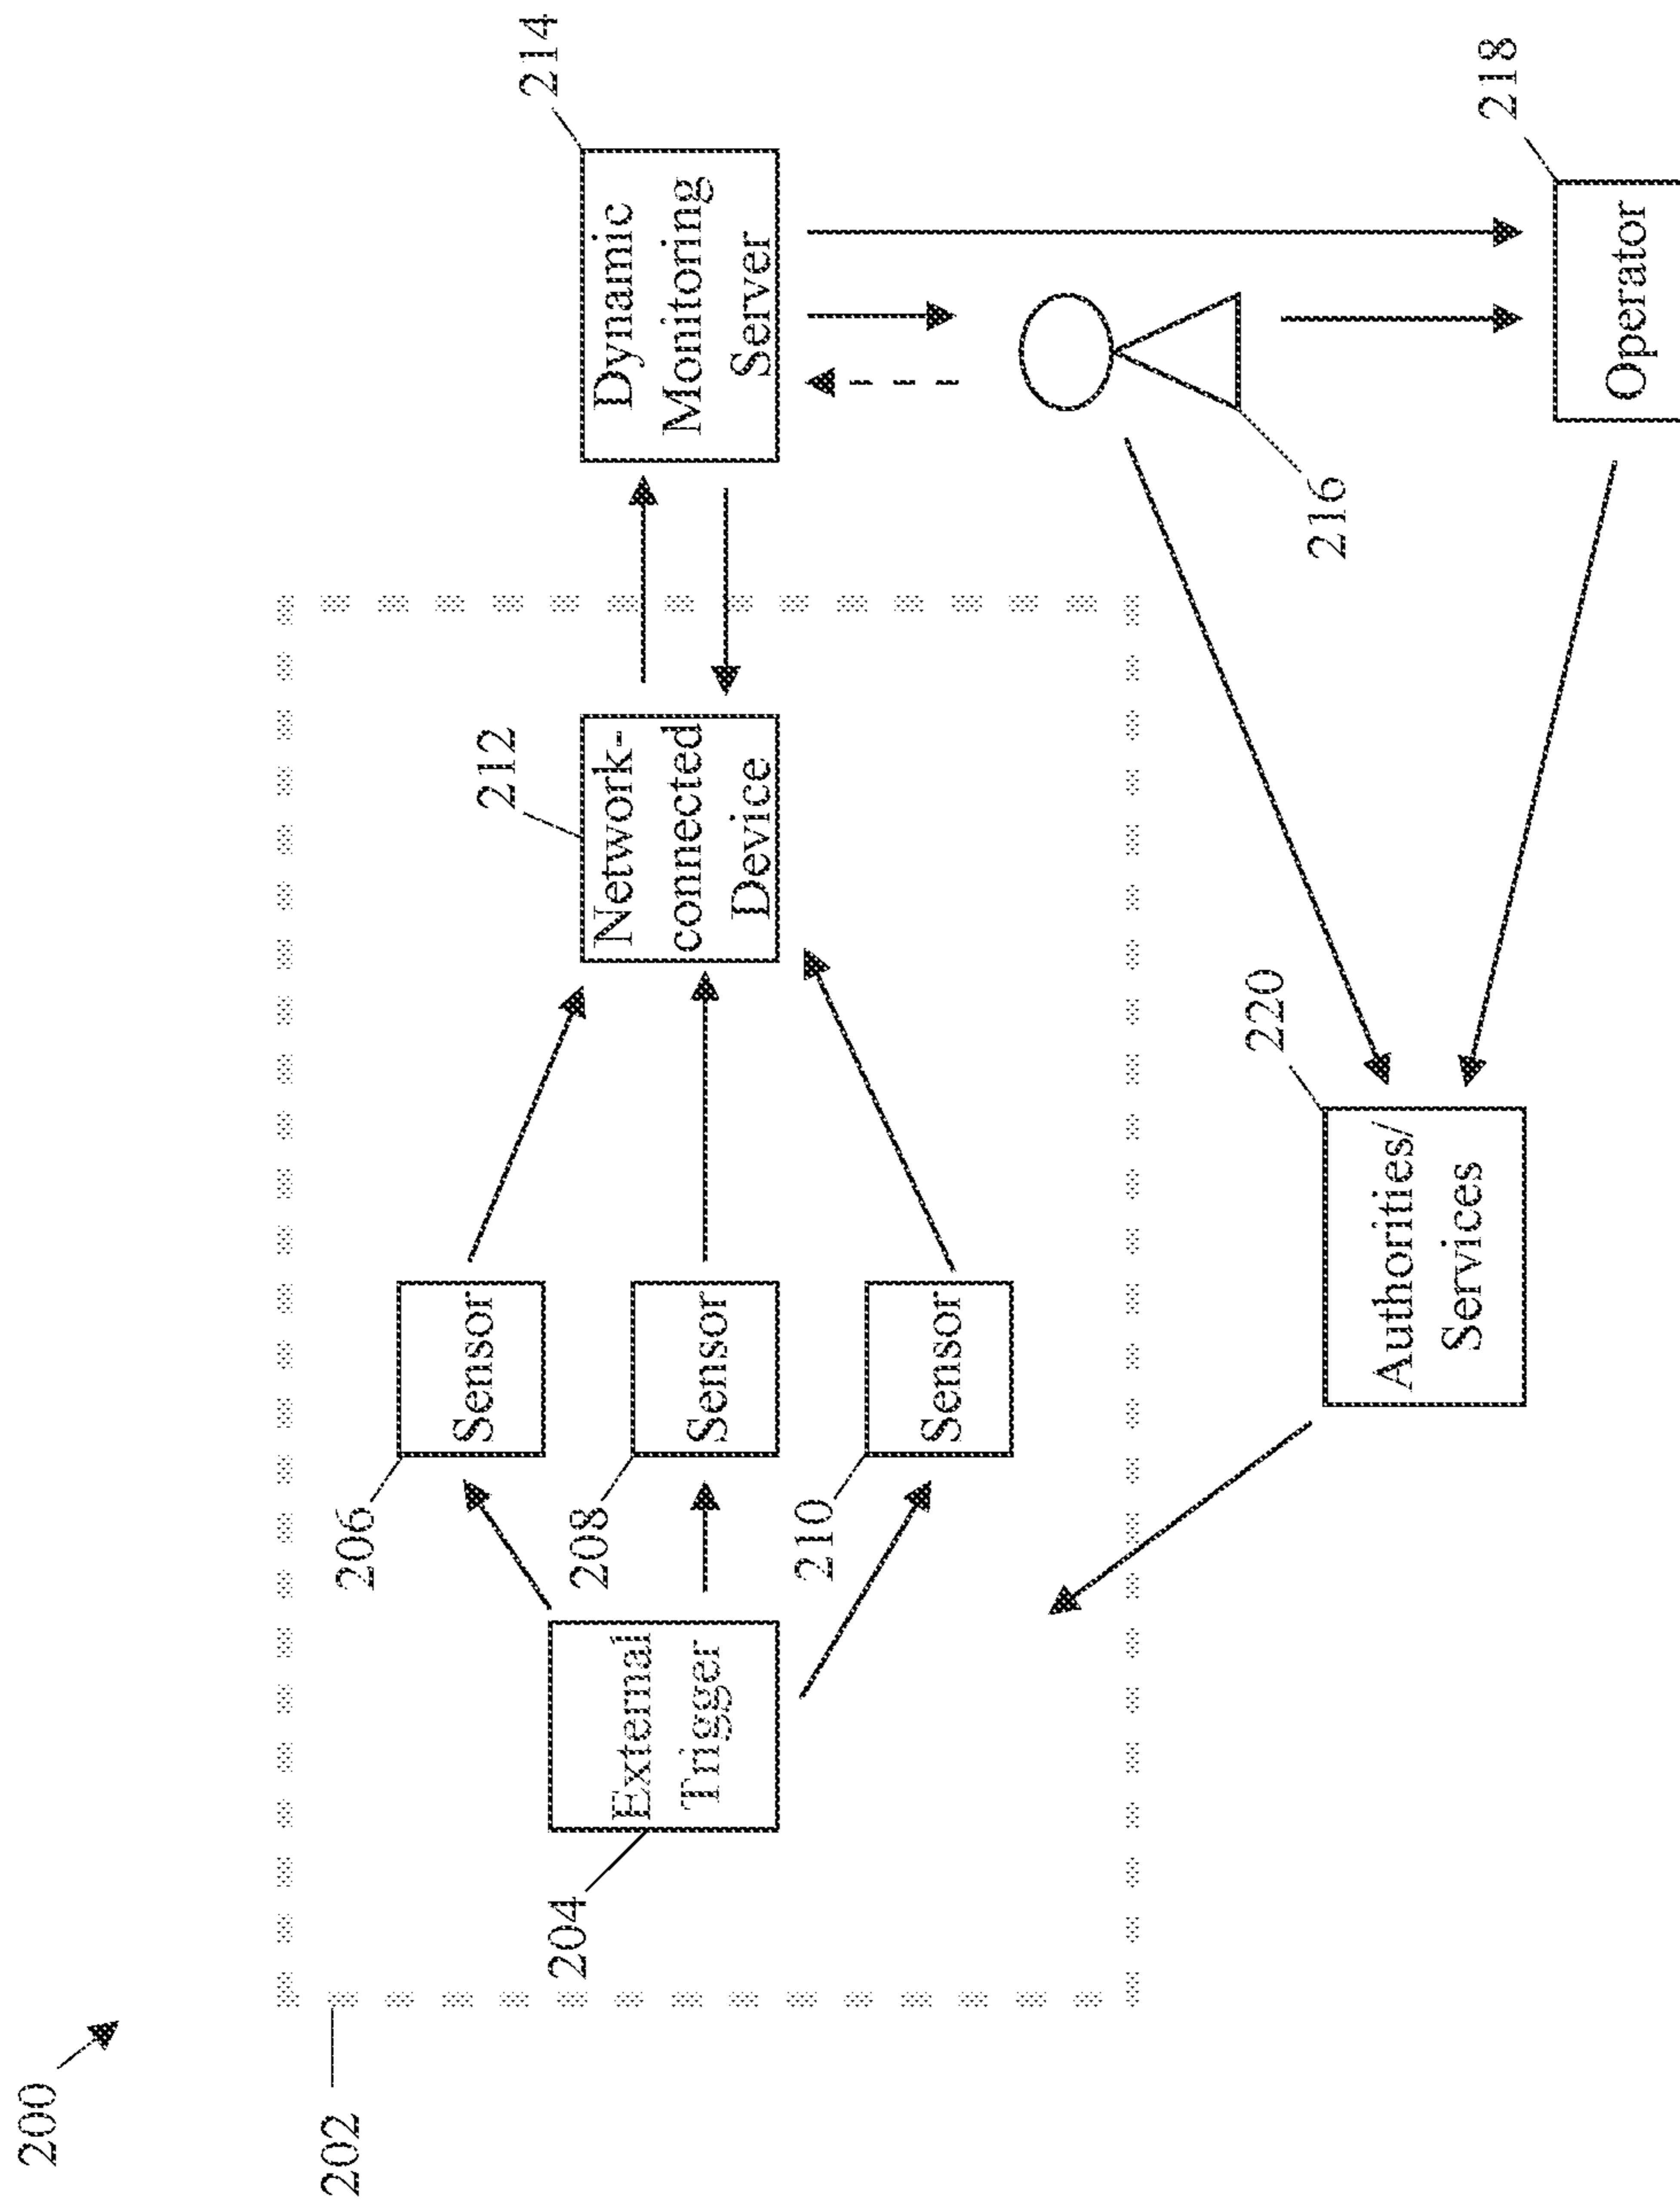 200
202
204
External
Trigger
206
Sensor
208
Sensor
210
Sensor
212
Network-
connected
Device
214
Dynamic
Monitoring
Server
216
218
Operator
220
Authorities/
Services